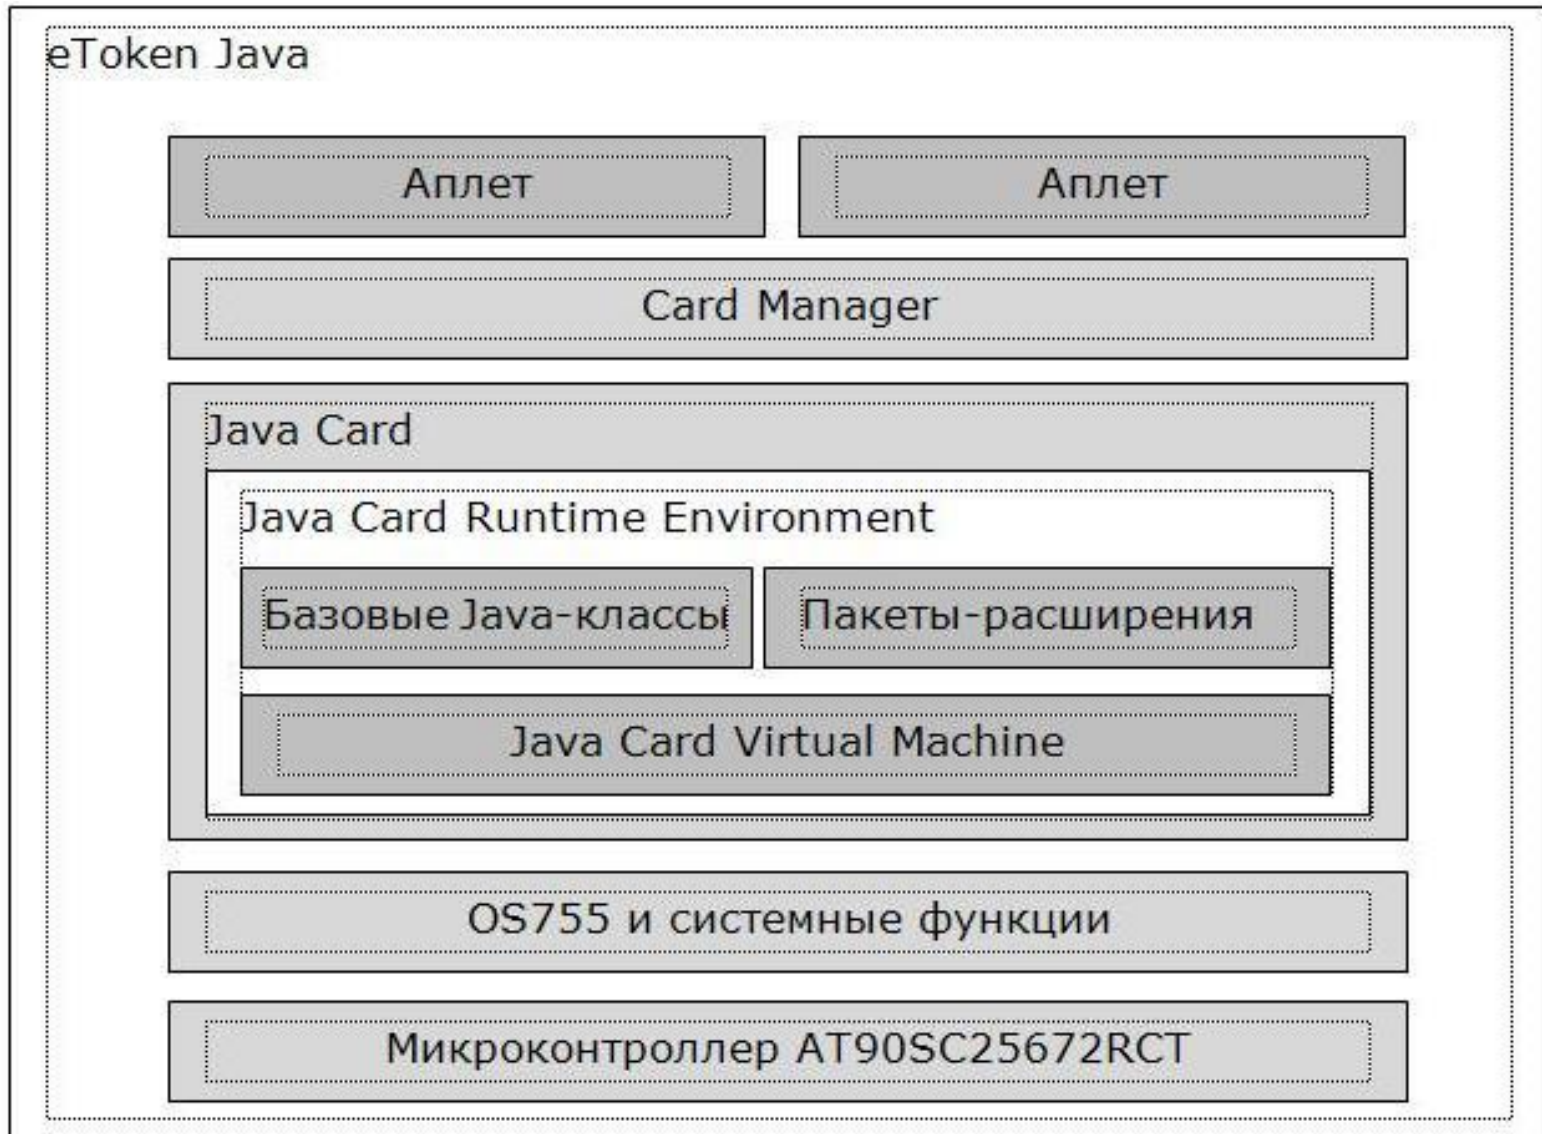 eToken Java
Аплет
Аплет
Card Manager
Java Card
Java Card Runtime Environment
Базовые Java-классы
Пакеты-расширения
Java Card Virtual Machine
OS755 и системные функции
Микроконтроллер AT90SC25672RCT